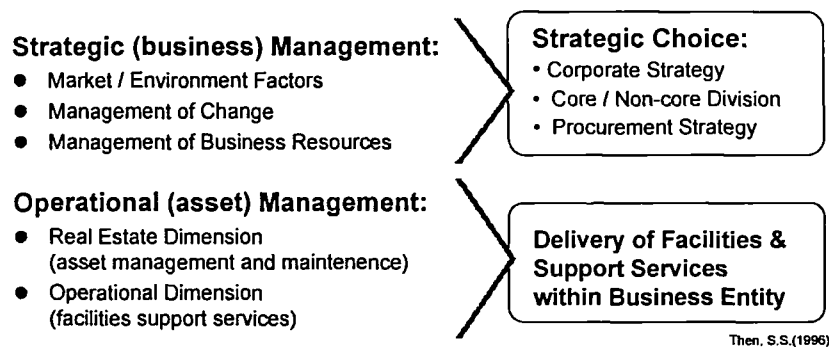 Strategic (business) Management:
● Market / Environment Factors
● Management of Change
● Management of Business Resources
Strategic Choice:
• Corporate Strategy
• Core / Non-core Division
• Procurement Strategy
Operational (asset) Management:
● Real Estate Dimension
(asset management and maintenence)
● Operational Dimension
(facilities support services)
Delivery of Facilities &
Support Services
within Business Entity
Then, S.S.(1996)